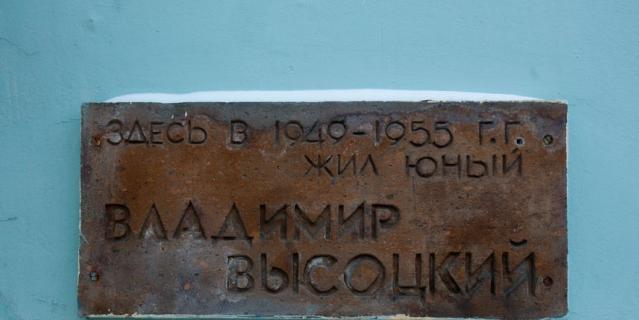 ЗДЕСЬ В 1949-1955 Г.Г.
ЖИЛ ЮНЫЙ
ВЛАДИМИР
ВЫСОЦКИЙ